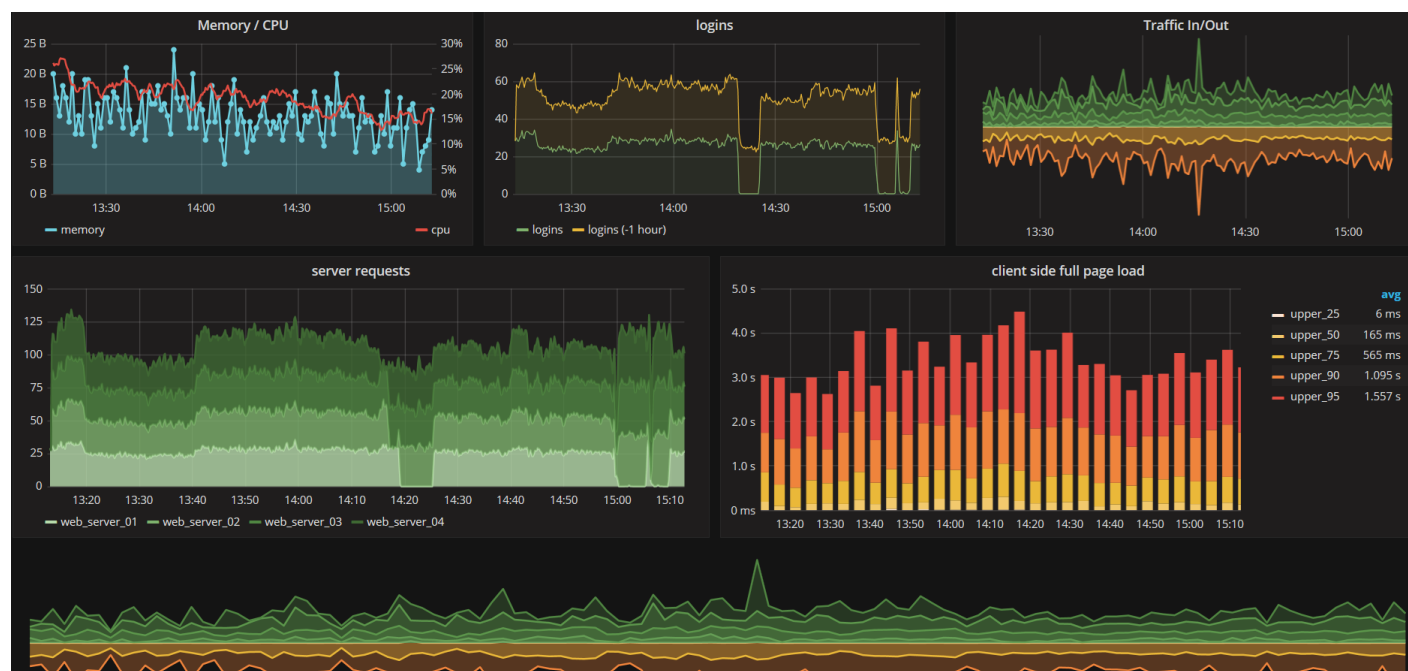 Memory / CPU
25 B
20 B
15 B
10 B
5 B
0 B
30%
25%
20%
15%
10%
5%
0%
13:30 14:00 14:30 15:00
memory cpu
logins
80
60
40
20
0
13:30 14:00 14:30 15:00
logins logins (-1 hour)
Traffic In/Out
13:30 14:00 14:30 15:00
server requests
150
125
100
75
50
25
0
13:20 13:30 13:40 13:50 14:00 14:10 14:20 14:30 14:40 14:50 15:00 15:10
web_server_01 web_server_02 web_server_03 web_server_04
client side full page load
5.0 s
4.0 s
3.0 s
2.0 s
1.0 s
0 ms
13:20 13:30 13:40 13:50 14:00 14:10 14:20 14:30 14:40 14:50 15:00 15:10
avg
upper_25 6 ms
upper_50 165 ms
upper_75 565 ms
upper_90 1.095 s
upper_95 1.557 s